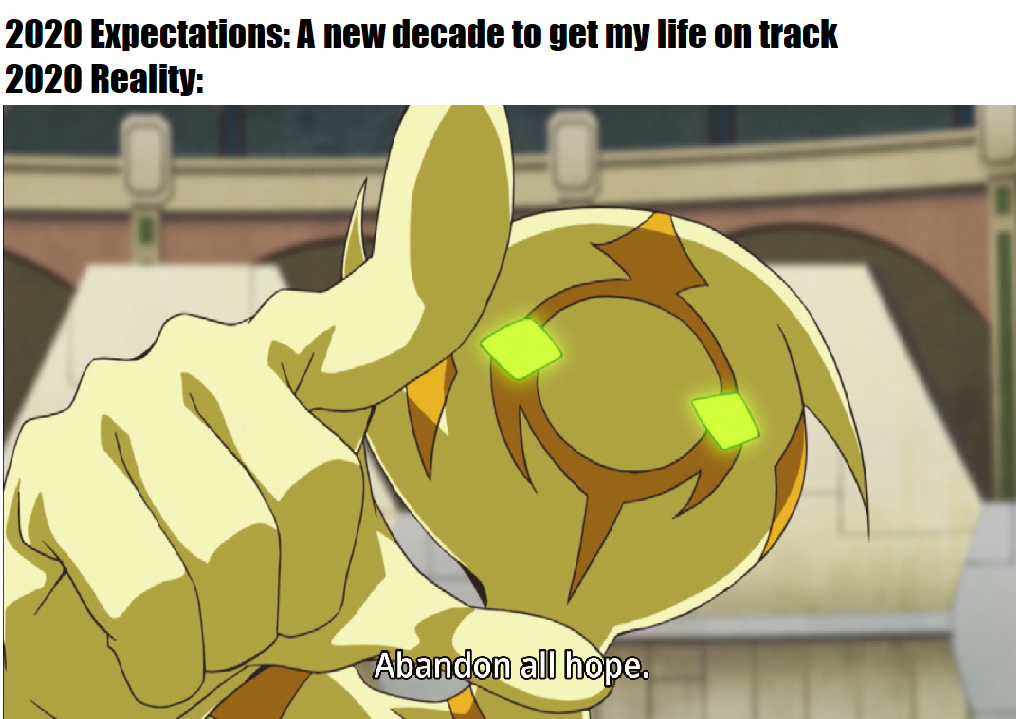 2020 Expectations: A new decade to get my life on track
2020 Reality:
Abandon all hope.